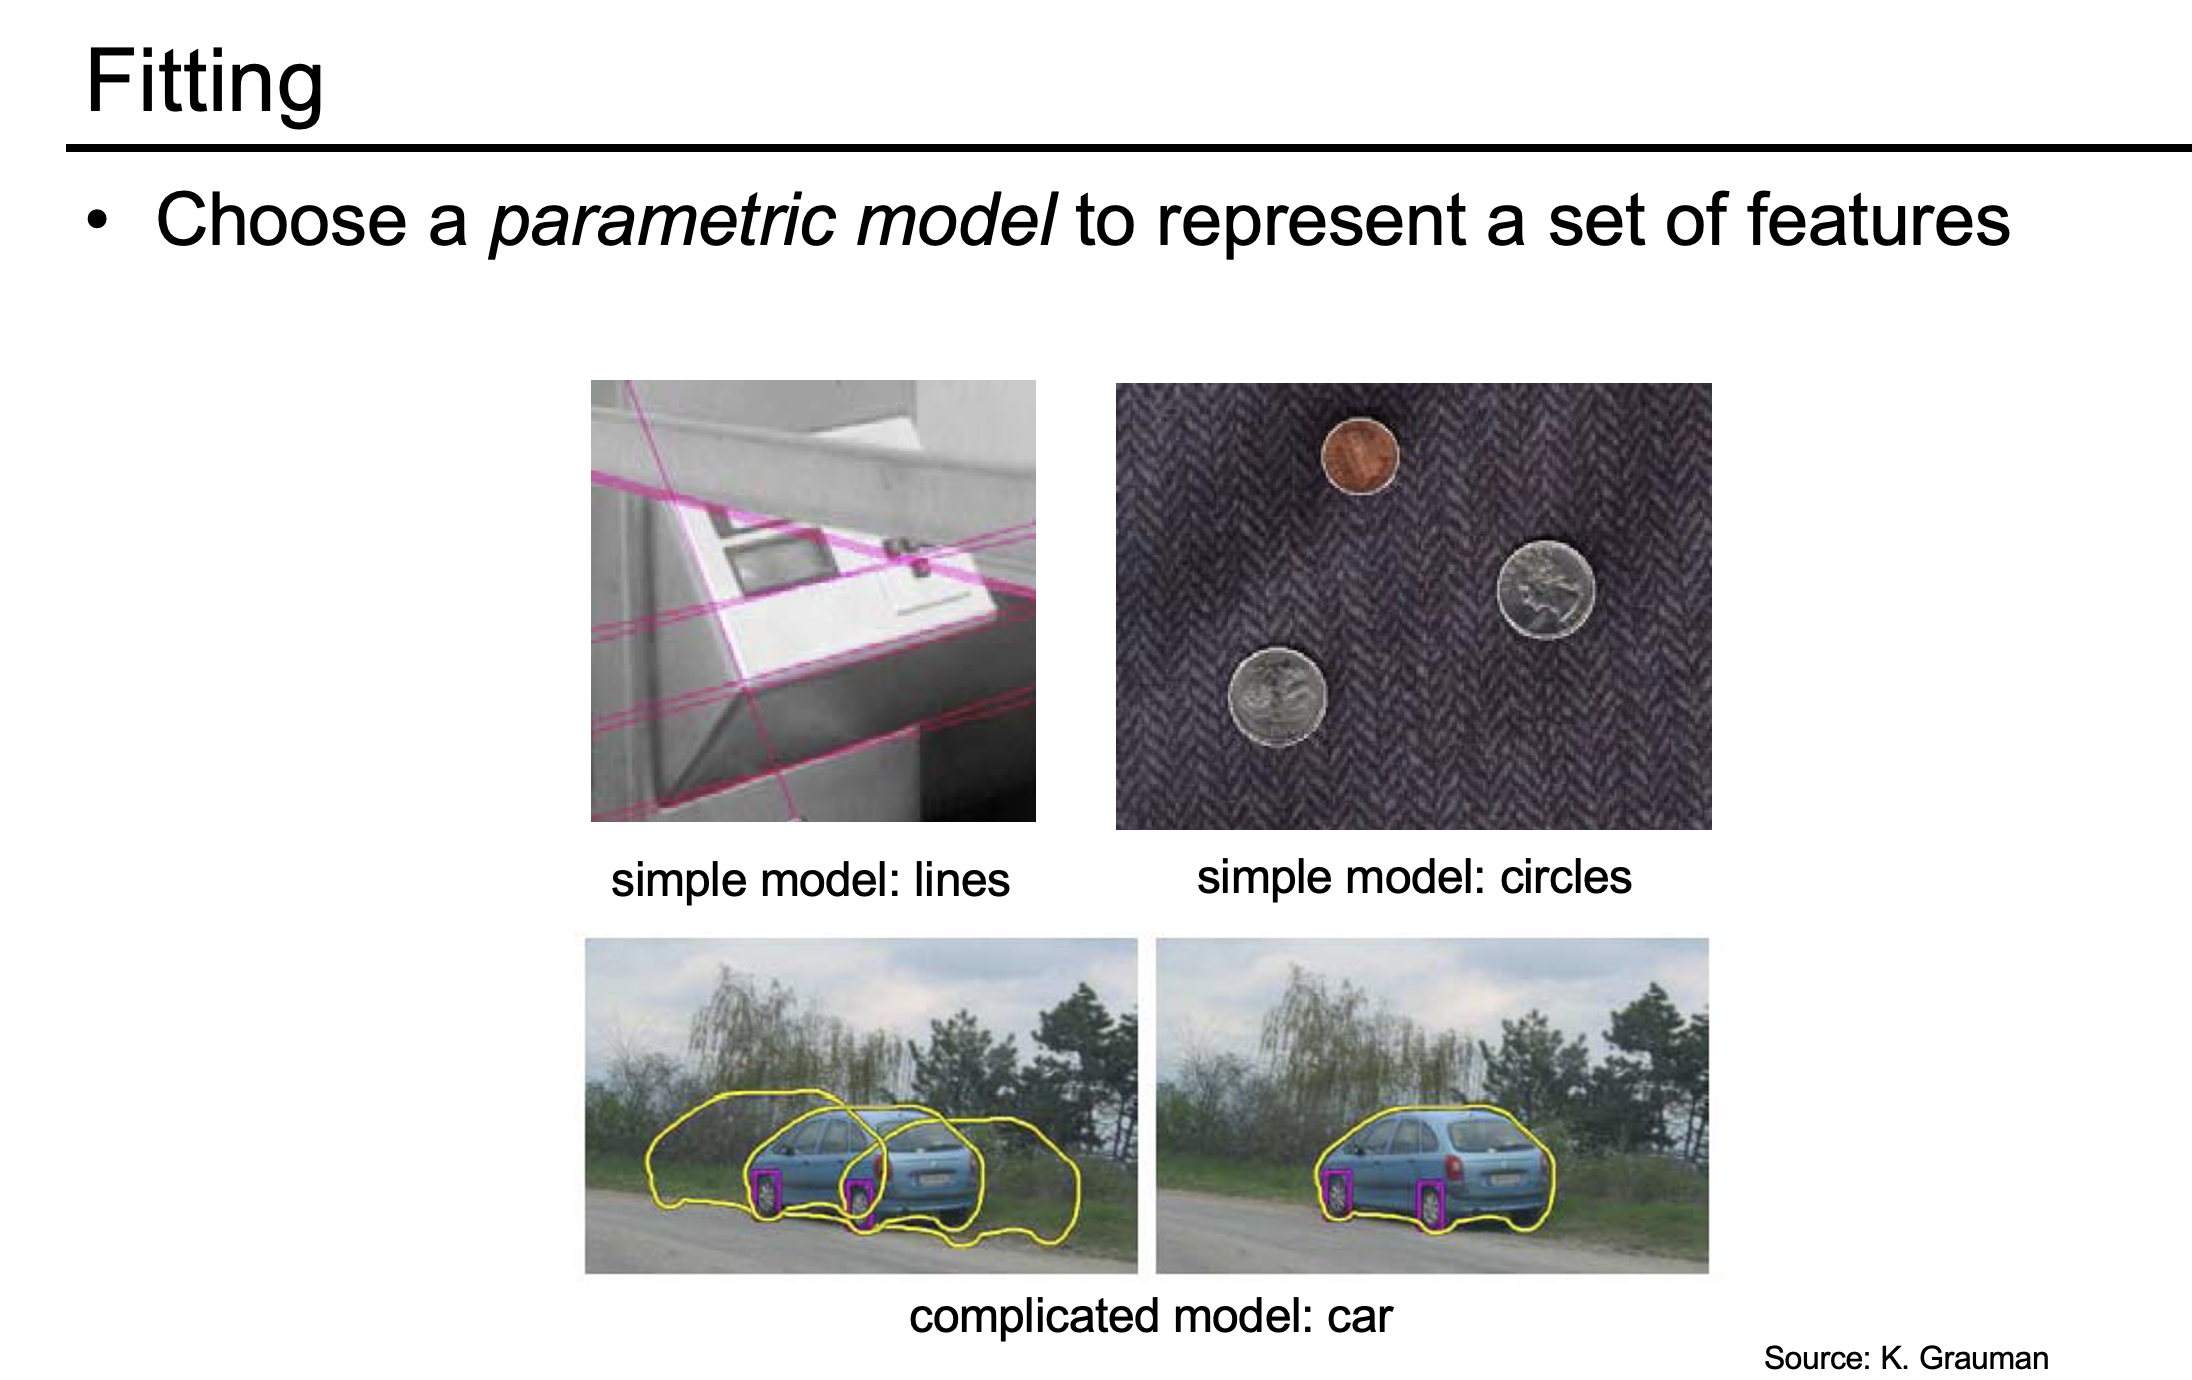 Fitting
• Choose a parametric model to represent a set of features
simple model: lines
simple model: circles
complicated model: car
Source: K. Grauman